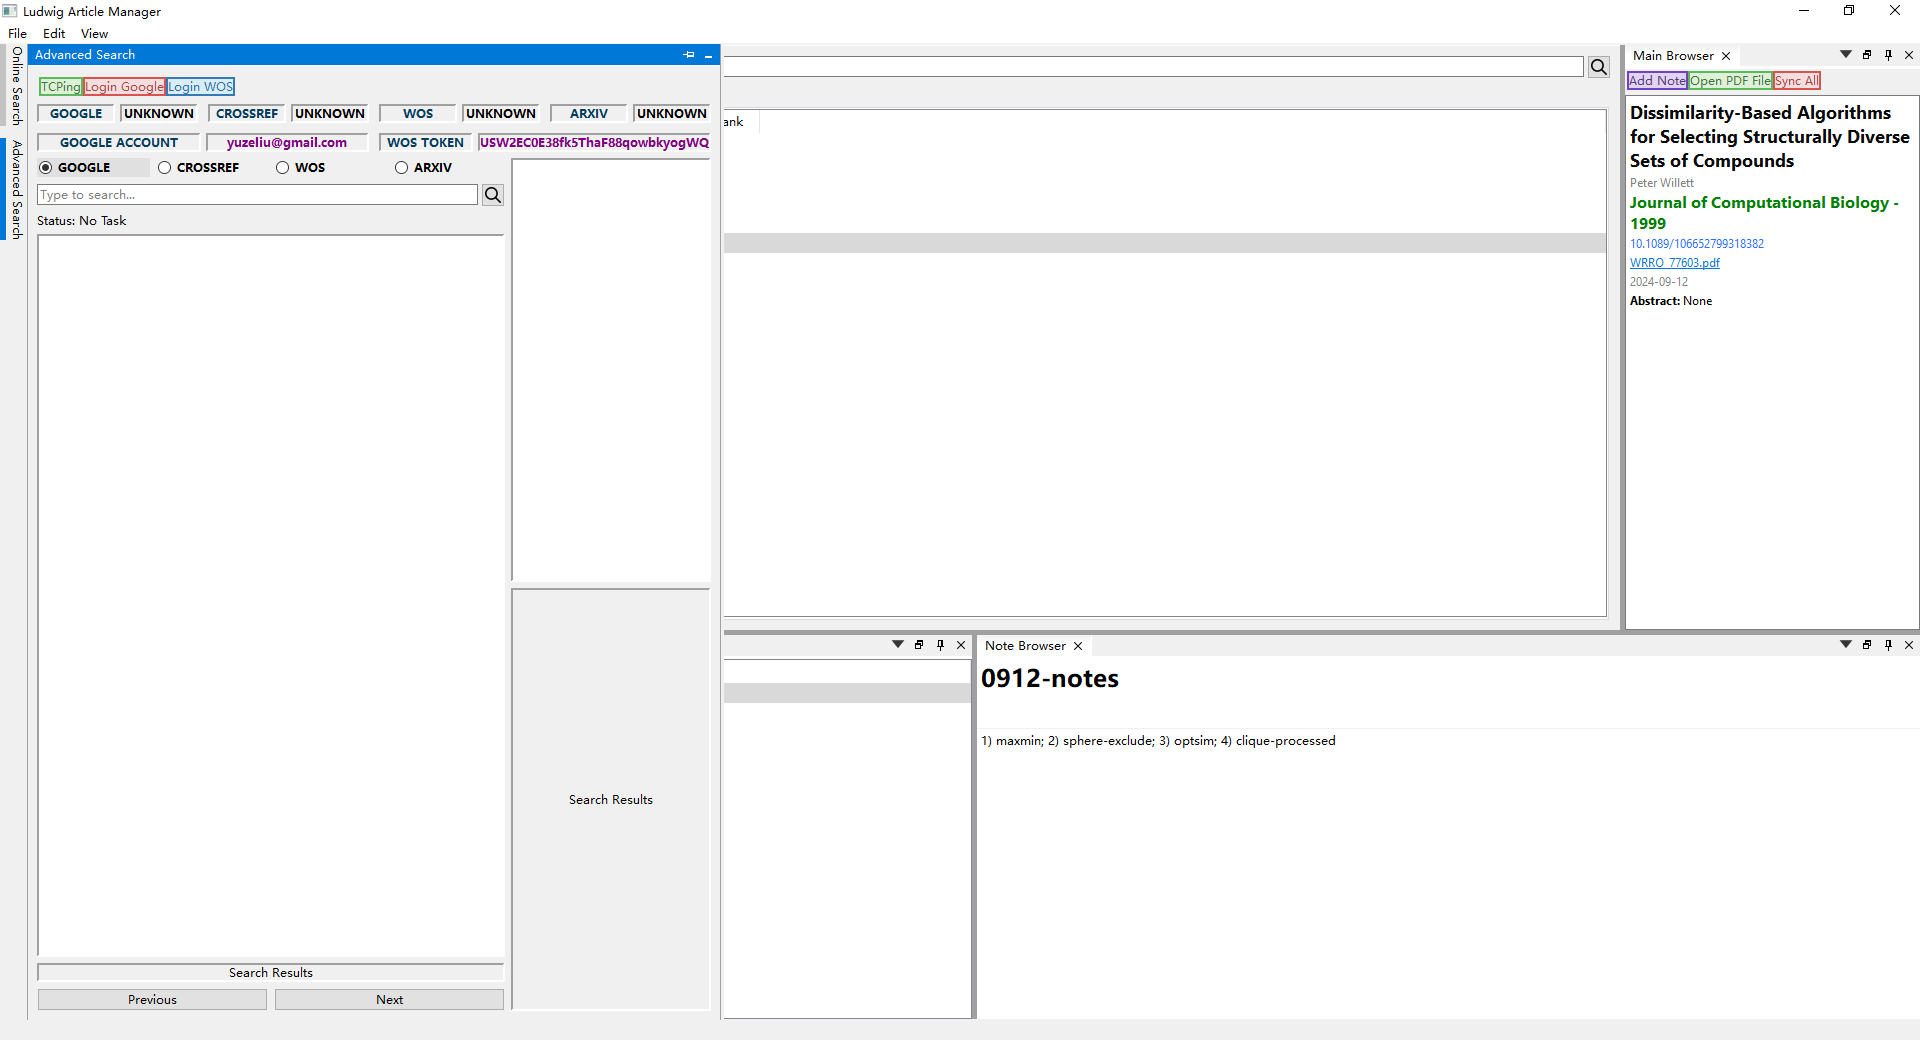 Ludwig Article Manager
File Edit View
Online Search
Advanced Search
Advanced Search
TCPing Login Google Login WOS
GOOGLE UNKNOWN CROSSREF UNKNOWN WOS UNKNOWN ARXIV UNKNOWN
GOOGLE ACCOUNT yuzeliu@gmail.com WOS TOKEN USW2EC0E38fk5ThaF88qowbkyogWQ
GOOGLE CROSSREF WOS ARXIV
Type to search...
Status: No Task
Search Results
Previous Next
Search Results
ank
Main Browser
Add Note Open PDF File Sync All
Dissimilarity-Based Algorithms
for Selecting Structurally Diverse
Sets of Compounds
Peter Willett
Journal of Computational Biology -
1999
10.1089/106652799318382
WRRO_77603.pdf
2024-09-12
Abstract: None
Note Browser
0912-notes
1) maxmin; 2) sphere-exclude; 3) optsim; 4) clique-processed